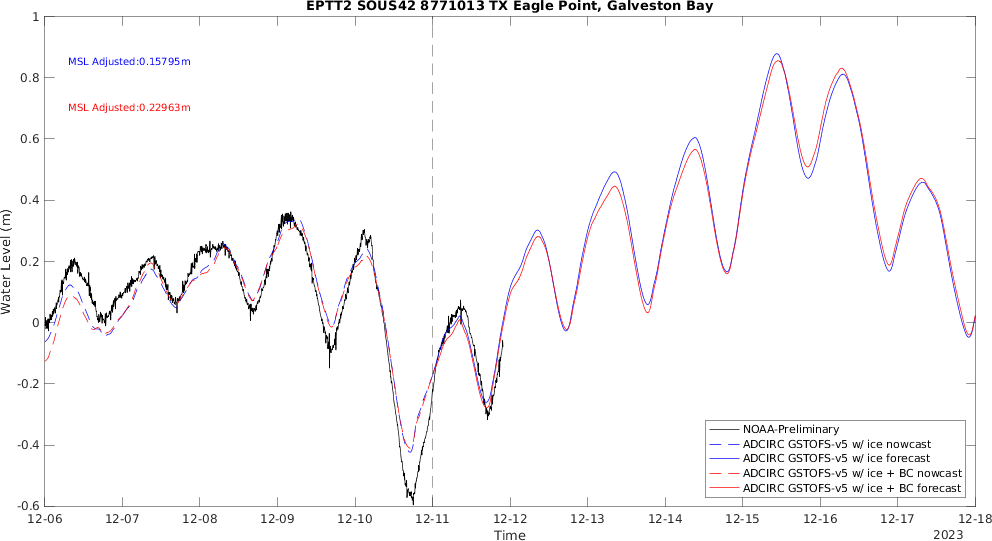 EPTT2 SOUS42 8771013 TX Eagle Point, Galveston Bay
1
MSL Adjusted:0.15795m
0.8
MSL Adjusted:0.22963m
0.6
0.4
0.2
Water Level (m)
0
-0.2
-0.4
-0.6
NOAA-Preliminary
ADCIRC GSTOFS-v5 w/ ice nowcast
ADCIRC GSTOFS-v5 w/ ice forecast
ADCIRC GSTOFS-v5 w/ ice + BC nowcast
ADCIRC GSTOFS-v5 w/ ice + BC forecast
12-06 12-07 12-08 12-09 12-10 12-11 12-12 12-13 12-14 12-15 12-16 12-17 12-18
Time
2023